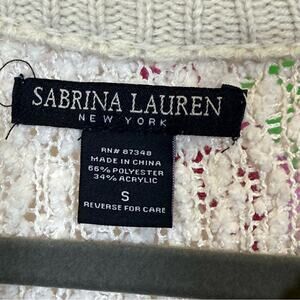 SABRINA LAUREN
NEW YORK
RN# 87348
MADE IN CHINA
66% POLYESTER
34% ACRYLIC
S
REVERSE FOR CARE